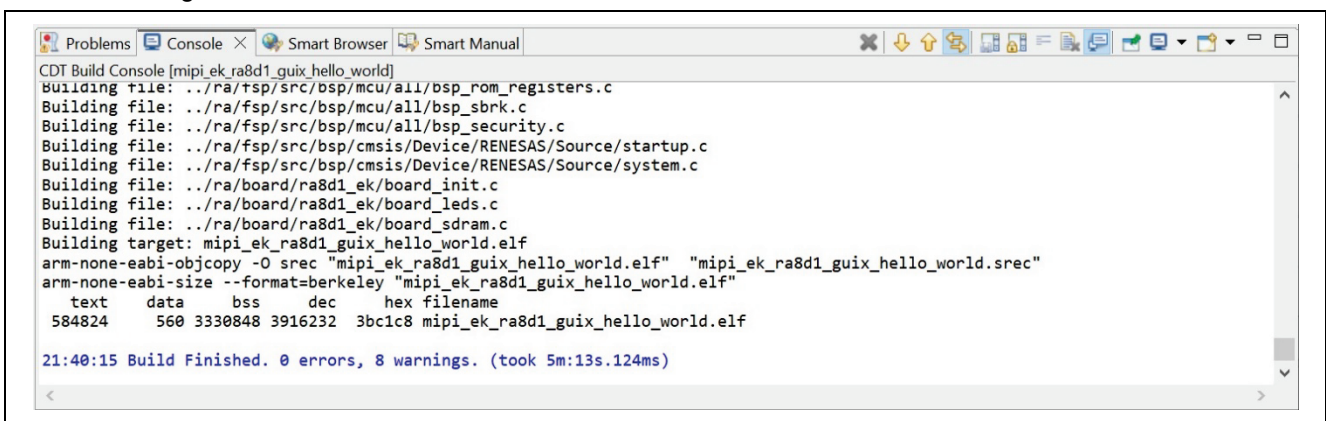 Problems Console Smart Browser Smart Manual
CDT Build Console [mipi_ek_ra8d1_guix_hello_world]
Building file: ../ra/fsp/src/bsp/mcu/all/bsp_rom_registers.c
Building file: ../ra/fsp/src/bsp/mcu/all/bsp_sbrk.c
Building file: ../ra/fsp/src/bsp/mcu/all/bsp_security.c
Building file: ../ra/fsp/src/bsp/cmsis/Device/RENESAS/Source/startup.c
Building file: ../ra/fsp/src/bsp/cmsis/Device/RENESAS/Source/system.c
Building file: ../ra/board/ra8d1_ek/board_init.c
Building file: ../ra/board/ra8d1_ek/board_leds.c
Building file: ../ra/board/ra8d1_ek/board_sdram.c
Building target: mipi_ek_ra8d1_guix_hello_world.elf
arm-none-eabi-objcopy -O srec "mipi_ek_ra8d1_guix_hello_world.elf"  "mipi_ek_ra8d1_guix_hello_world.srec"
arm-none-eabi-size --format=berkeley "mipi_ek_ra8d1_guix_hello_world.elf"
   text    data     bss     dec     hex filename
 584824     560 3330848 3916232  3bc1c8 mipi_ek_ra8d1_guix_hello_world.elf
21:40:15 Build Finished. 0 errors, 8 warnings. (took 5m:13s.124ms)